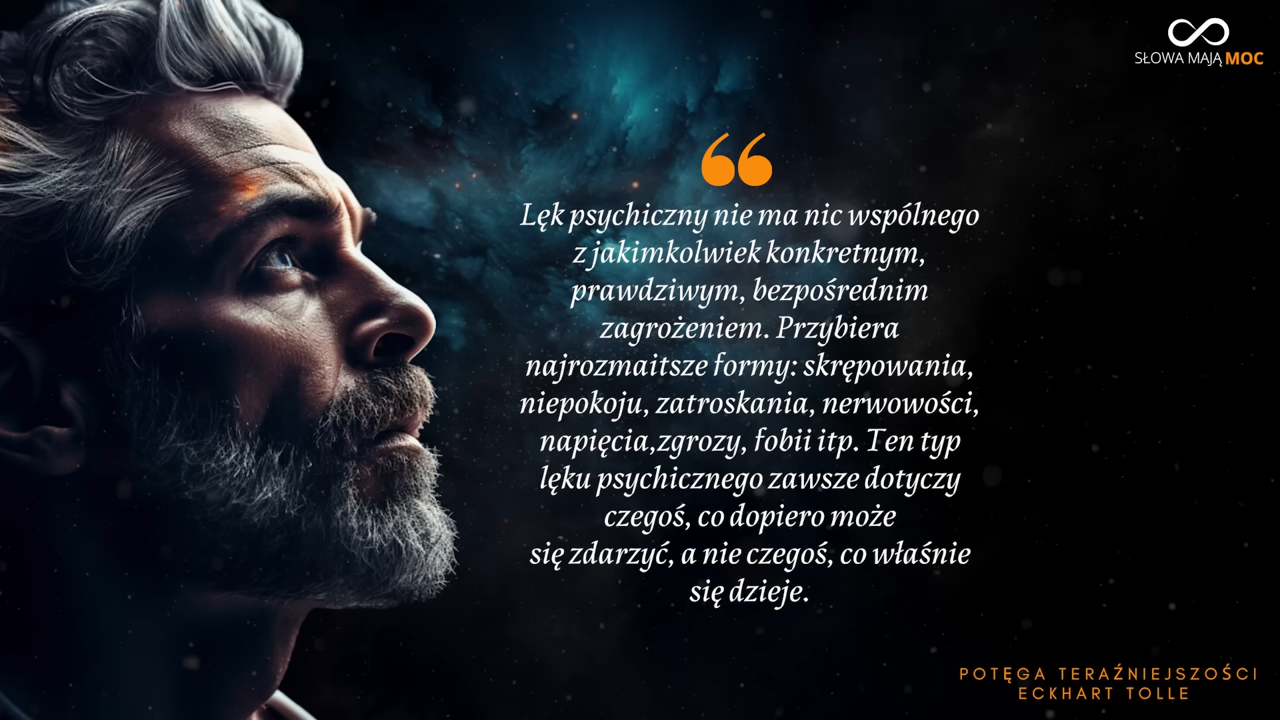 SŁOWA MAJĄ MOC
Lęk psychiczny nie ma nic wspólnego
z jakimkolwiek konkretnym,
prawdziwym, bezpośrednim
zagrożeniem. Przybiera
najrozmaitsze formy: skrępowania,
niepokoju, zatroskania, nerwowości,
napięcia,zgrozy, fobii itp. Ten typ
lęku psychicznego zawsze dotyczy
czegoś, co dopiero może
się zdarzyć, a nie czegoś, co właśnie
się dzieje.
POTĘGA TERAŹNIEJSZOŚCI
ECKHART TOLLE